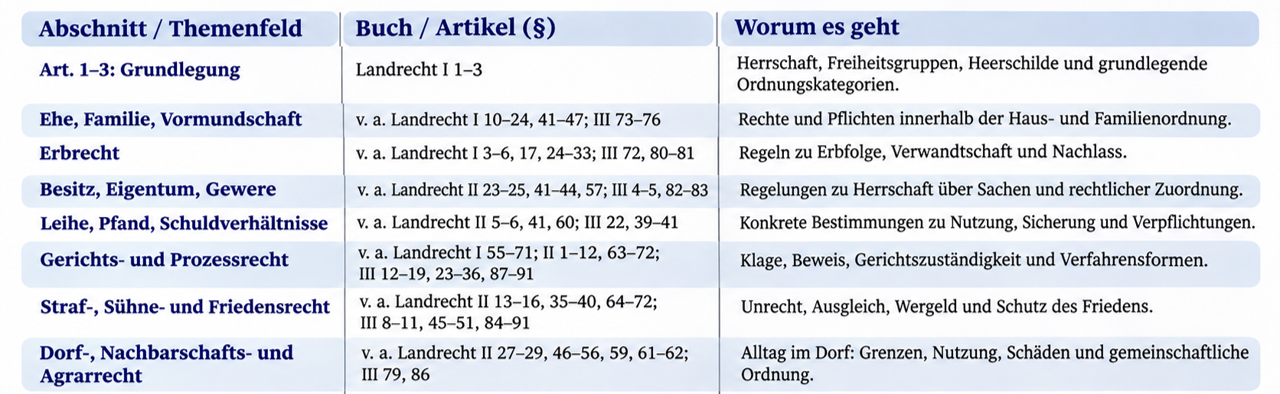 Abschnitt / Themenfeld Buch / Artikel (§) Worum es geht
Art. 1–3: Grundlegung Landrecht I 1–3 Herrschaft, Freiheitsgruppen, Heerschilde und grundlegende
Ordnungskategorien.
Ehe, Familie, Vormundschaft v. a. Landrecht I 10–24, 41–47; III 73–76 Rechte und Pflichten innerhalb der Haus- und Familienordnung.
Erbrecht v. a. Landrecht I 3–6, 17, 24–33; III 72, 80–81 Regeln zu Erbfolge, Verwandtschaft und Nachlass.
Besitz, Eigentum, Gewere v. a. Landrecht II 23–25, 41–44, 57; III 4–5, 82–83 Regelungen zu Herrschaft über Sachen und rechtlicher Zuordnung.
Leihe, Pfand, Schuldverhältnisse v. a. Landrecht II 5–6, 41, 60; III 22, 39–41 Konkrete Bestimmungen zu Nutzung, Sicherung und Verpflichtungen.
Gerichts- und Prozessrecht v. a. Landrecht I 55–71; II 1–12, 63–72;
III 12–19, 23–36, 87–91 Klage, Beweis, Gerichtszuständigkeit und Verfahrensformen.
Straf-, Sühne- und Friedensrecht v. a. Landrecht II 13–16, 35–40, 64–72;
III 8–11, 45–51, 84–91 Unrecht, Ausgleich, Wergeld und Schutz des Friedens.
Dorf-, Nachbarschafts- und
Agrarrecht v. a. Landrecht II 27–29, 46–56, 59, 61–62;
III 79, 86 Alltag im Dorf: Grenzen, Nutzung, Schäden und gemeinschaftliche
Ordnung.